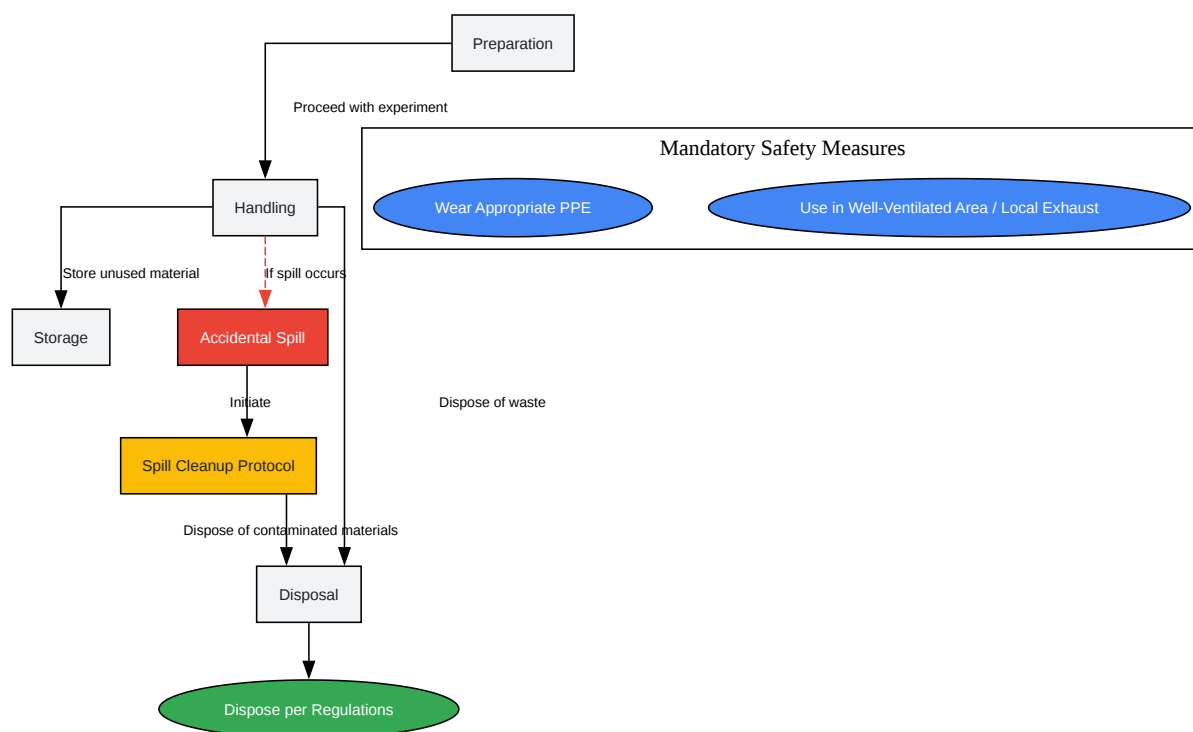 Preparation
Proceed with experiment
Mandatory Safety Measures
Handling
Wear Appropriate PPE
Use in Well-Ventilated Area / Local Exhaust
Store unused material
If spill occurs
Storage
Accidental Spill
Initiate
Dispose of waste
Spill Cleanup Protocol
Dispose of contaminated materials
Disposal
Dispose per Regulations